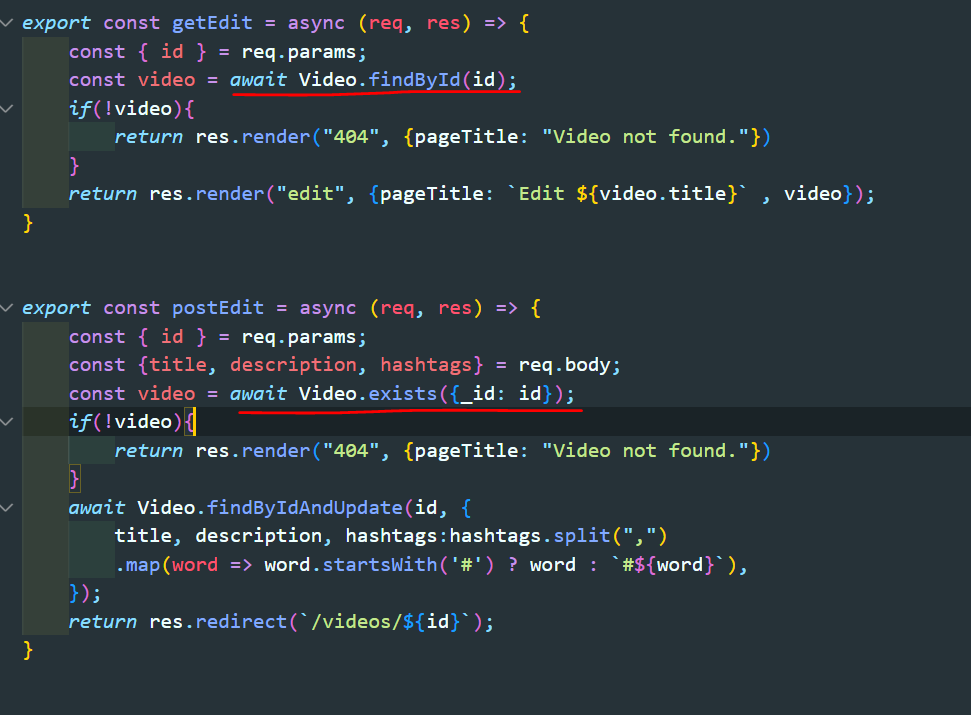 export const getEdit = async (req, res) => {
const { id } = req.params;
const video = await Video.findById(id);
if(!video){
return res.render("404", {pageTitle: "Video not found."})
}
return res.render("edit", {pageTitle: `Edit ${video.title}` , video});
}
export const postEdit = async (req, res) => {
const { id } = req.params;
const {title, description, hashtags} = req.body;
const video = await Video.exists({_id: id});
if(!video){
return res.render("404", {pageTitle: "Video not found."})
}
await Video.findByIdAndUpdate(id, {
title, description, hashtags:hashtags.split(",")
.map(word => word.startsWith('#') ? word : `#${word}`),
});
return res.redirect(`/videos/${id}`);
}